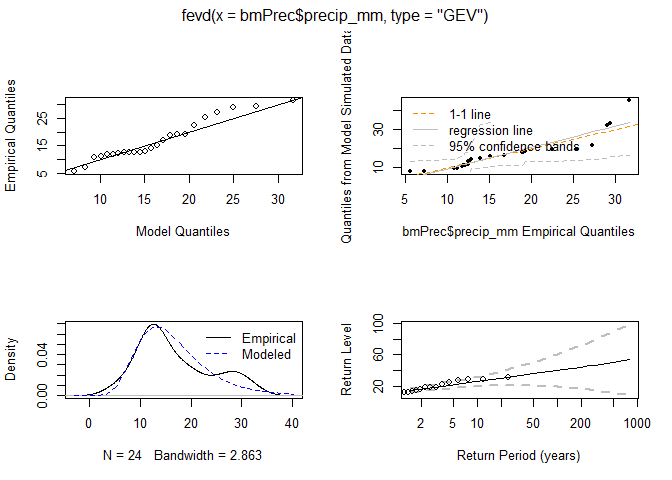 fevd(x = bmPrec$precip_mm, type = "GEV")
Empirical Quantiles
5 15 25
10 15 20 25 30
Model Quantiles
Quantiles from Model Simulated Data
10 30
1-1 line
regression line
95% confidence bands
5 10 15 20 25 30
bmPrec$precip_mm Empirical Quantiles
Density
0.00 0.04
Empirical
Modeled
0 10 20 30 40
N = 24 Bandwidth = 2.863
Return Level
20 60 100
2 5 10 50 200 1000
Return Period (years)